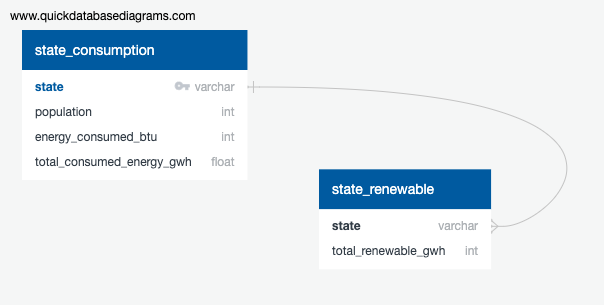 www.quickdatabasediagrams.com
state_consumption
state varchar
population int
energy_consumed_btu int
total_consumed_energy_gwh float
state_renewable
state varchar
total_renewable_gwh int